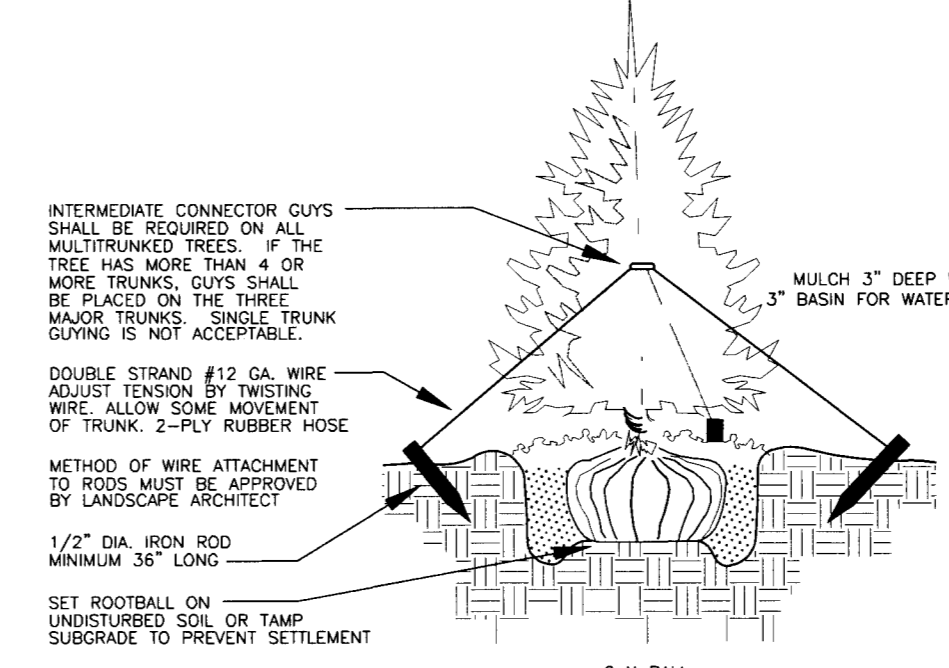 INTERMEDIATE CONNECTOR GUYS
SHALL BE REQUIRED ON ALL
MULTITRUNKED TREES. IF THE
TREE HAS MORE THAN 4 OR
MORE TRUNKS, GUYS SHALL
BE PLACED ON THE THREE
MAJOR TRUNKS. SINGLE TRUNK
GUYING IS NOT ACCEPTABLE.
DOUBLE STRAND #12 GA. WIRE
ADJUST TENSION BY TWISTING
WIRE. ALLOW SOME MOVEMENT
OF TRUNK. 2-PLY RUBBER HOSE
METHOD OF WIRE ATTACHMENT
TO RODS MUST BE APPROVED
BY LANDSCAPE ARCHITECT
1/2" DIA. IRON ROD
MINIMUM 36" LONG
SET ROOTBALL ON
UNDISTURBED SOIL OR TAMP
SUBGRADE TO PREVENT SETTLEMENT
MULCH 3" DEEP
3" BASIN FOR WATER